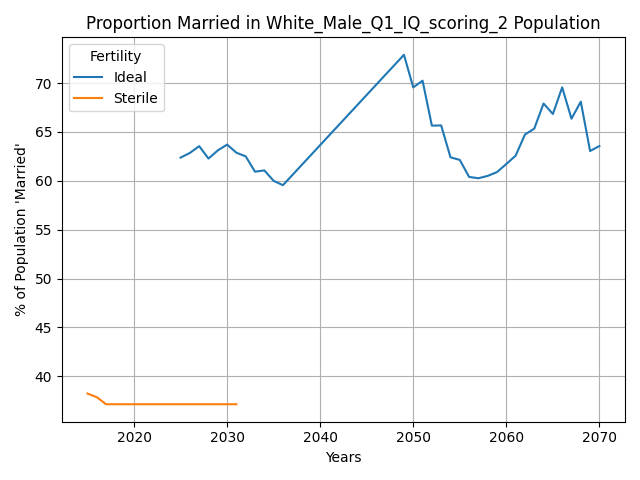 Proportion Married in White_Male_Q1_IQ_scoring_2 Population
Fertility
Ideal
Sterile
% of Population 'Married'
70
65
60
55
50
45
40
2020 2030 2040 2050 2060 2070
Years